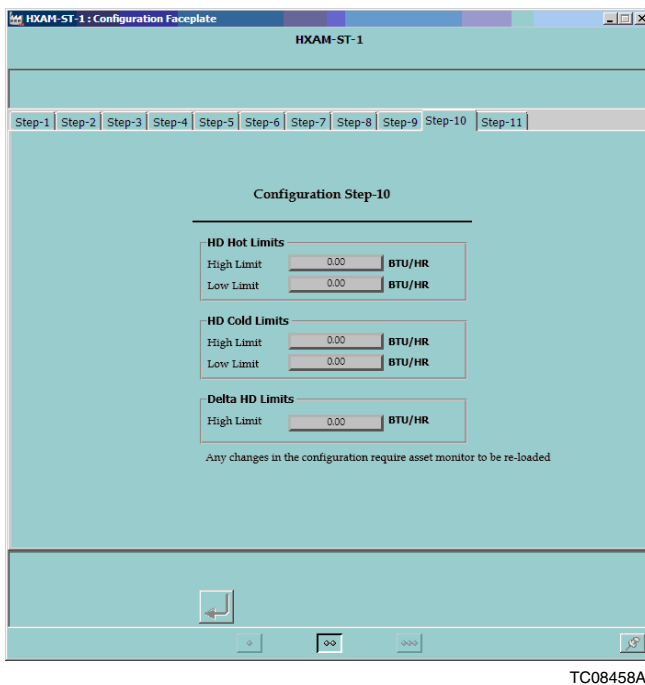 HXAM-ST-1 : Configuration Faceplate
HXAM-ST-1
Step-1 Step-2 Step-3 Step-4 Step-5 Step-6 Step-7 Step-8 Step-9 Step-10 Step-11
Configuration Step-10
HD Hot Limits
High Limit 0.00 BTU/HR
Low Limit 0.00 BTU/HR
HD Cold Limits
High Limit 0.00 BTU/HR
Low Limit 0.00 BTU/HR
Delta HD Limits
High Limit 0.00 BTU/HR
Any changes in the configuration require asset monitor to be re-loaded
TC08458A